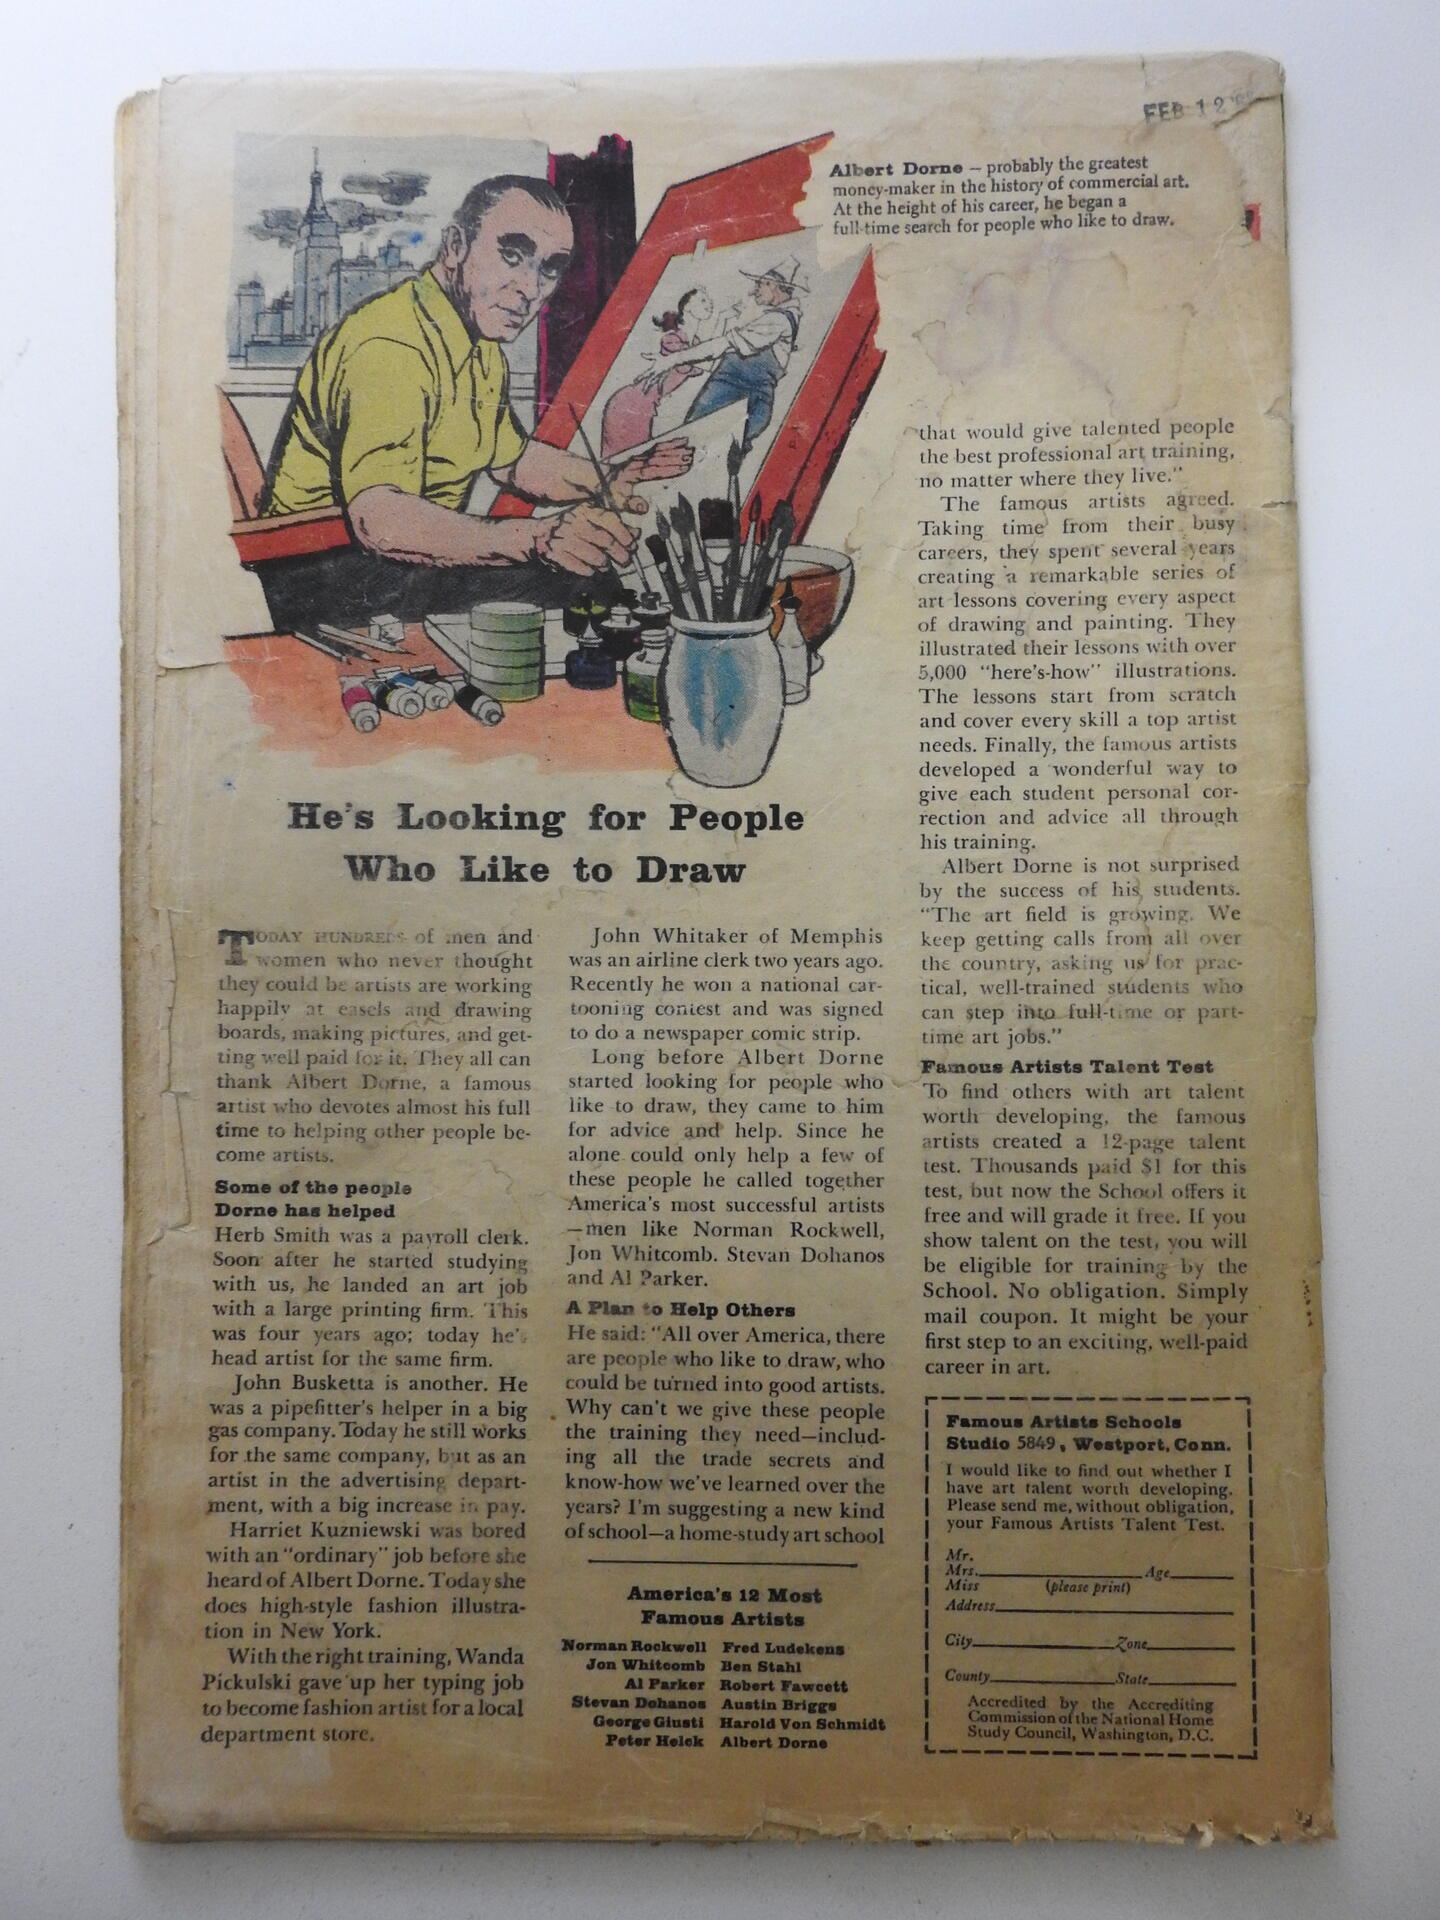 FEB 12
Albert Dorne – probably the greatest
money-maker in the history of commercial art.
At the height of his career, he began a
full-time search for people who like to draw.
He's Looking for People
Who Like to Draw
TODAY HUNDREDS of men and
women who never thought
they could be artists are working
happily at easels and drawing
boards, making pictures, and get-
ting well paid for it. They all can
thank Albert Dorne, a famous
artist who devotes almost his full
time to helping other people be-
come artists.
Some of the people
Dorne has helped
Herb Smith was a payroll clerk.
Soon after he started studying
with us, he landed an art job
with a large printing firm. This
was four years ago; today he's
head artist for the same firm.
John Busketta is another. He
was a pipefitter's helper in a big
gas company. Today he still works
for the same company, but as an
artist in the advertising depart-
ment, with a big increase in pay.
Harriet Kuzniewski was bored
with an "ordinary" job before she
heard of Albert Dorne. Today she
does high-style fashion illustra-
tion in New York.
With the right training, Wanda
Pickulski gave up her typing job
to become fashion artist for a local
department store.
John Whitaker of Memphis
was an airline clerk two years ago.
Recently he won a national car-
tooning contest and was signed
to do a newspaper comic strip.
Long before Albert Dorne
started looking for people who
like to draw, they came to him
for advice and help. Since he
alone could only help a few of
these people he called together
America's most successful artists
—men like Norman Rockwell,
Jon Whitcomb. Stevan Dohanos
and Al Parker.
A Plan to Help Others
He said: "All over America, there
are people who like to draw, who
could be turned into good artists.
Why can't we give these people
the training they need—includ-
ing all the trade secrets and
know-how we've learned over the
years? I'm suggesting a new kind
of school—a home-study art school
America's 12 Most
Famous Artists
Norman Rockwell Fred Ludekens
Jon Whitcomb Ben Stahl
Al Parker Robert Fawcett
Stevan Dohanos Austin Briggs
George Giusti Harold Von Schmidt
Peter Helck Albert Dorne
that would give talented people
the best professional art training,
no matter where they live."
The famous artists agreed.
Taking time from their busy
careers, they spent several years
creating a remarkable series of
art lessons covering every aspect
of drawing and painting. They
illustrated their lessons with over
5,000 "here's-how" illustrations.
The lessons start from scratch
and cover every skill a top artist
needs. Finally, the famous artists
developed a wonderful way to
give each student personal cor-
rection and advice all through
his training.
Albert Dorne is not surprised
by the success of his students.
"The art field is growing. We
keep getting calls from all over
the country, asking us for prac-
tical, well-trained students who
can step into full-time or part-
time art jobs."
Famous Artists Talent Test
To find others with art talent
worth developing, the famous
artists created a 12-page talent
test. Thousands paid $1 for this
test, but now the School offers it
free and will grade it free. If you
show talent on the test, you will
be eligible for training by the
School. No obligation. Simply
mail coupon. It might be your
first step to an exciting, well-paid
career in art.
Famous Artists Schools
Studio 5849, Westport, Conn.
I would like to find out whether I
have art talent worth developing.
Please send me, without obligation,
your Famous Artists Talent Test.
Mr.
Mrs. Age
Miss (please print)
Address
City Zone
County State
Accredited by the Accrediting
Commission of the National Home
Study Council, Washington, D.C.